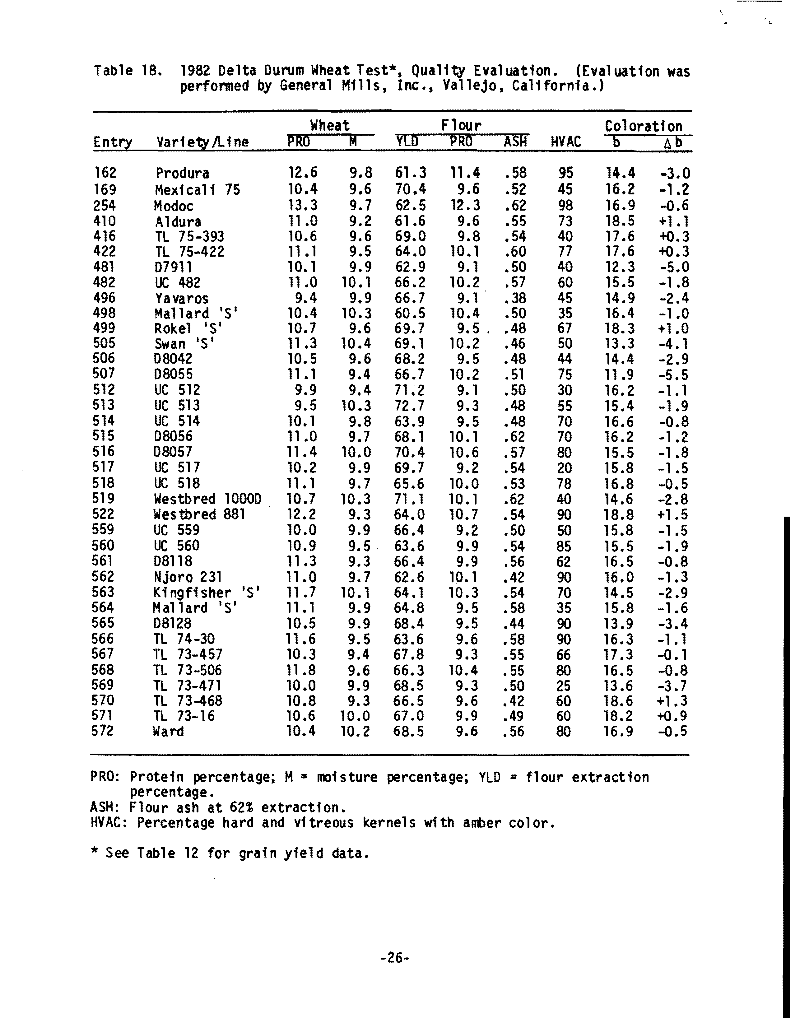 Table 18. 1982 Delta Durum Wheat Test*, Quality Evaluation. (Evaluation was
performed by General Mills, Inc., Vallejo, California.)
Wheat Flour Coloration
Entry Variety/Line PRO M YLD PRO ASH HVAC b Δb
162 Produra 12.6 9.8 61.3 11.4 .58 95 14.4 -3.0
169 Mexicali 75 10.4 9.6 70.4 9.6 .52 45 16.2 -1.2
254 Modoc 13.3 9.7 62.5 12.3 .62 98 16.9 -0.6
410 Aldura 11.0 9.2 61.6 9.6 .55 73 18.5 +1.1
416 TL 75-393 10.6 9.6 69.0 9.8 .54 40 17.6 +0.3
422 TL 75-422 11.1 9.5 64.0 10.1 .60 77 17.6 +0.3
481 D7911 10.1 9.9 62.9 9.1 .50 40 12.3 -5.0
482 UC 482 11.0 10.1 66.2 10.2 .57 60 15.5 -1.8
496 Yavaros 9.4 9.9 66.7 9.1 .38 45 14.9 -2.4
498 Mallard 'S' 10.4 10.3 60.5 10.4 .50 35 16.4 -1.0
499 Rokel 'S' 10.7 9.6 69.7 9.5 .48 67 18.3 +1.0
505 Swan 'S' 11.3 10.4 69.1 10.2 .46 50 13.3 -4.1
506 D8042 10.5 9.6 68.2 9.5 .48 44 14.4 -2.9
507 D8055 11.1 9.4 66.7 10.2 .51 75 11.9 -5.5
512 UC 512 9.9 9.4 71.2 9.1 .50 30 16.2 -1.1
513 UC 513 9.5 10.3 72.7 9.3 .48 55 15.4 -1.9
514 UC 514 10.1 9.8 63.9 9.5 .48 70 16.6 -0.8
515 D8056 11.0 9.7 68.1 10.1 .62 70 16.2 -1.2
516 D8057 11.4 10.0 70.4 10.6 .57 80 15.5 -1.8
517 UC 517 10.2 9.9 69.7 9.2 .54 20 15.8 -1.5
518 UC 518 11.1 9.7 65.6 10.0 .53 78 16.8 -0.5
519 Westbred 1000D 10.7 10.3 71.1 10.1 .62 40 14.6 -2.8
522 Westbred 881 12.2 9.3 64.0 10.7 .54 90 18.8 +1.5
559 UC 559 10.0 9.9 66.4 9.2 .50 50 15.8 -1.5
560 UC 560 10.9 9.5 63.6 9.9 .54 85 15.5 -1.9
561 D8118 11.3 9.3 66.4 9.9 .56 62 16.5 -0.8
562 Njoro 231 11.0 9.7 62.6 10.1 .42 90 16.0 -1.3
563 Kingfisher 'S' 11.7 10.1 64.1 10.3 .54 70 14.5 -2.9
564 Mallard 'S' 11.1 9.9 64.8 9.5 .58 35 15.8 -1.6
565 D8128 10.5 9.9 68.4 9.5 .44 90 13.9 -3.4
566 TL 74-30 11.6 9.5 63.6 9.6 .58 90 16.3 -1.1
567 TL 73-457 10.3 9.4 67.8 9.3 .55 66 17.3 -0.1
568 TL 73-506 11.8 9.6 66.3 10.4 .55 80 16.5 -0.8
569 TL 73-471 10.0 9.9 68.5 9.3 .50 25 13.6 -3.7
570 TL 73-468 10.8 9.3 66.5 9.6 .42 60 18.6 +1.3
571 TL 73-16 10.6 10.0 67.0 9.9 .49 60 18.2 +0.9
572 Ward 10.4 10.2 68.5 9.6 .56 80 16.9 -0.5
PRO: Protein percentage; M = moisture percentage; YLD = flour extraction
percentage.
ASH: Flour ash at 62% extraction.
HVAC: Percentage hard and vitreous kernels with amber color.
* See Table 12 for grain yield data.
-26-